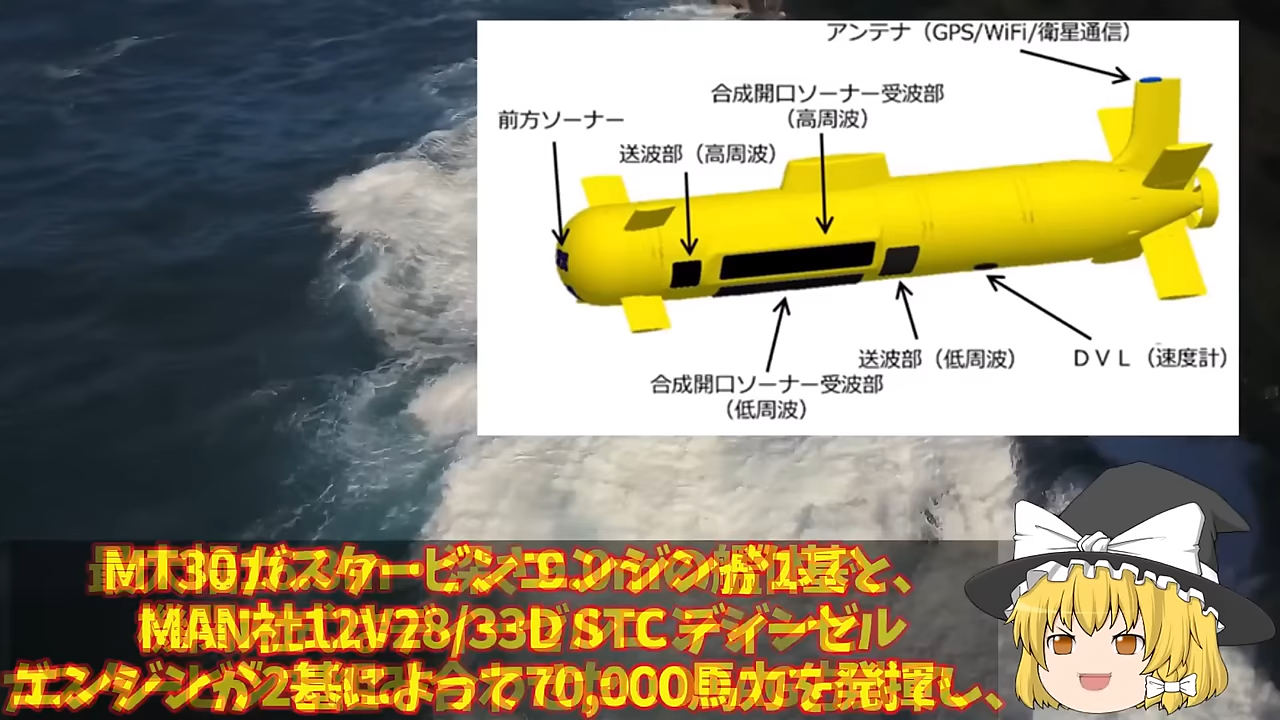 アンテナ（GPS/WiFi/衛星通信）
合成開口ソーナー受波部
（高周波）
前方ソーナー
送波部（高周波）
送波部（低周波）
ＤＶＬ（速度計）
合成開口ソーナー受波部
（低周波）
MT30ガスタービンエンジンが1基と、
MAN社12V28/33D STC ディーゼル
エンジンが2基によって70,000馬力を発揮し、